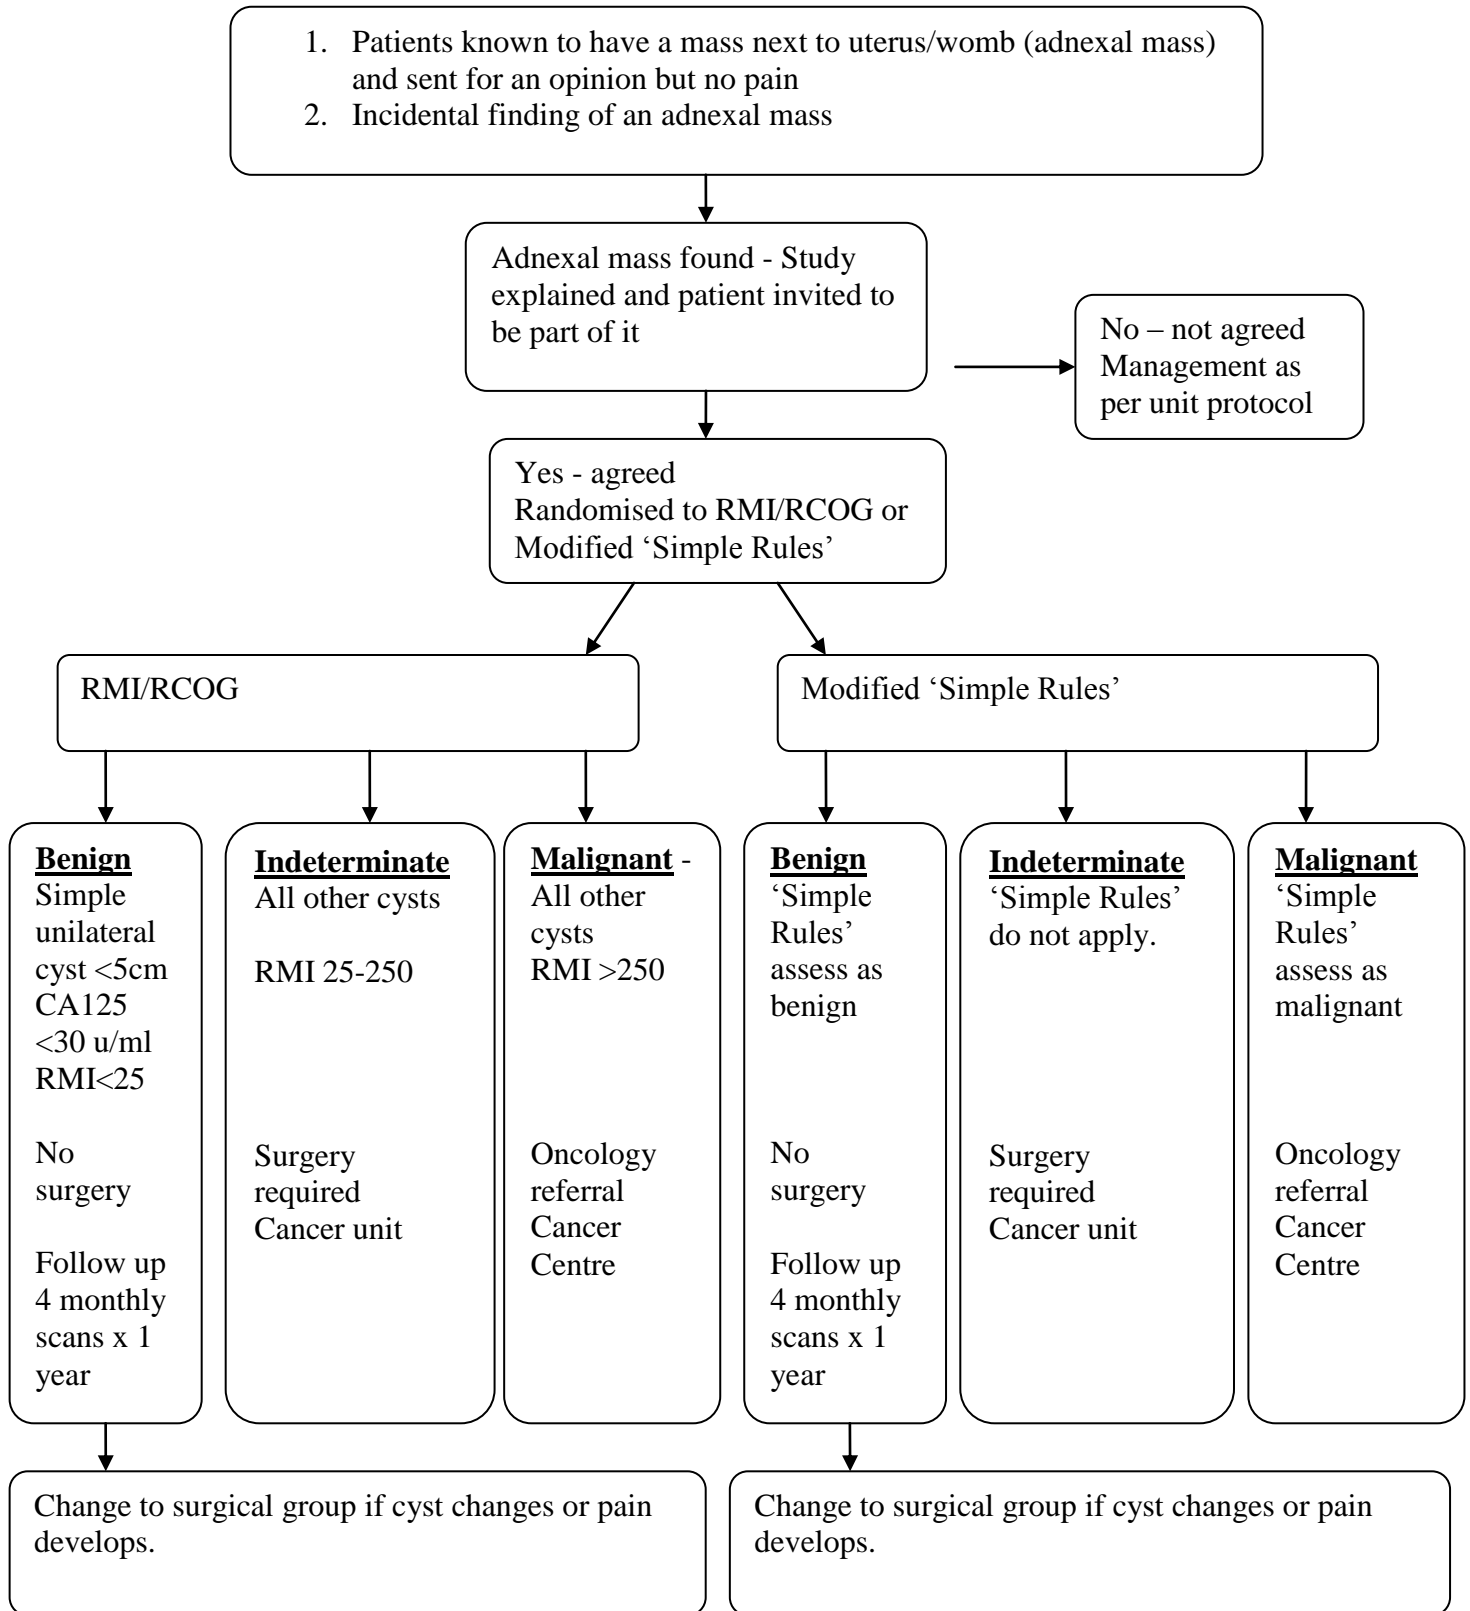 1. Patients known to have a mass next to uterus/womb (adnexal mass)
and sent for an opinion but no pain
2. Incidental finding of an adnexal mass
Adnexal mass found - Study
explained and patient invited to
be part of it
No – not agreed
Management as
per unit protocol
Yes - agreed
Randomised to RMI/RCOG or
Modified ‘Simple Rules’
RMI/RCOG
Modified ‘Simple Rules’
Benign
Simple
unilateral
cyst <5cm
CA125
<30 u/ml
RMI<25
No
surgery
Follow up
4 monthly
scans x 1
year
Indeterminate
All other cysts
RMI 25-250
Surgery
required
Cancer unit
Malignant -
All other
cysts
RMI >250
Oncology
referral
Cancer
Centre
Benign
‘Simple
Rules’
assess as
benign
No
surgery
Follow up
4 monthly
scans x 1
year
Indeterminate
‘Simple Rules’
do not apply.
Surgery
required
Cancer unit
Malignant
‘Simple
Rules’
assess as
malignant
Oncology
referral
Cancer
Centre
Change to surgical group if cyst changes or pain
develops.
Change to surgical group if cyst changes or pain
develops.